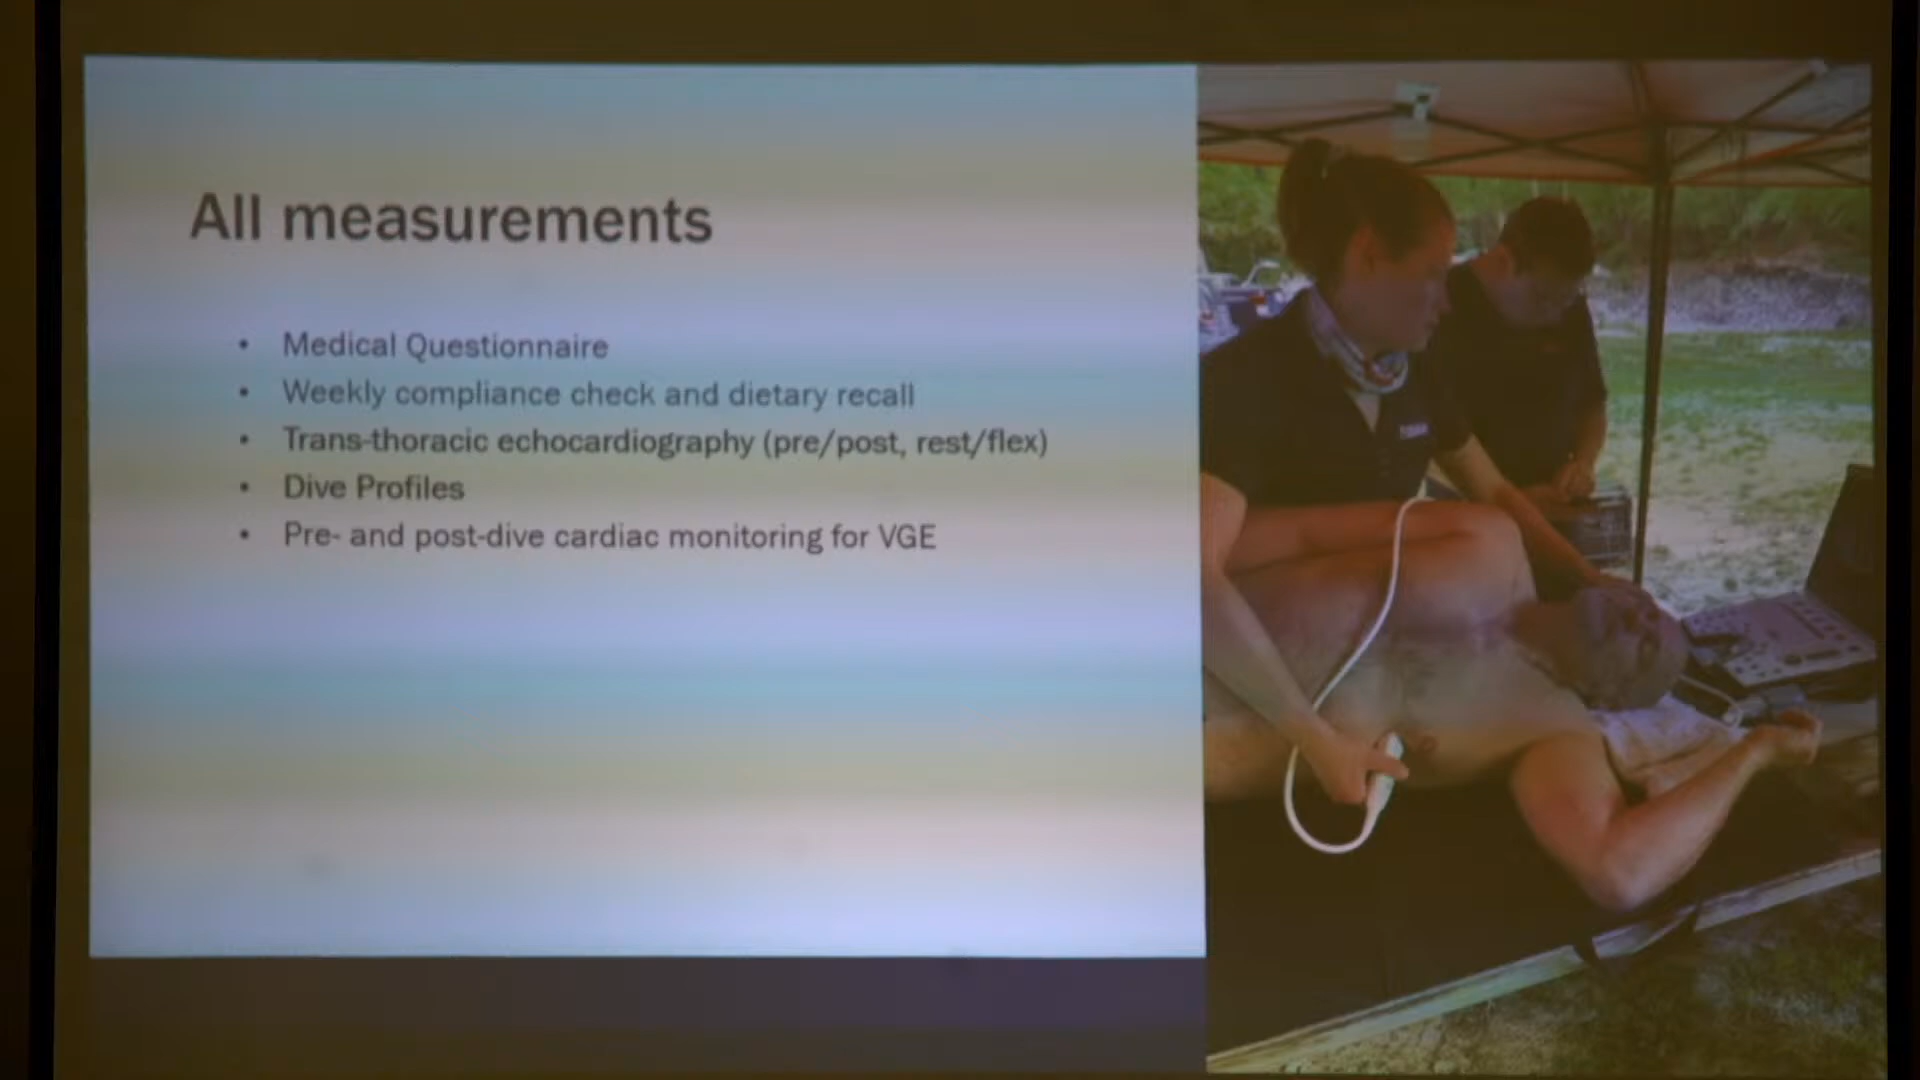 All measurements
• Medical Questionnaire
• Weekly compliance check and dietary recall
• Trans-thoracic echocardiography (pre/post, rest/flex)
• Dive Profiles
• Pre- and post-dive cardiac monitoring for VGE